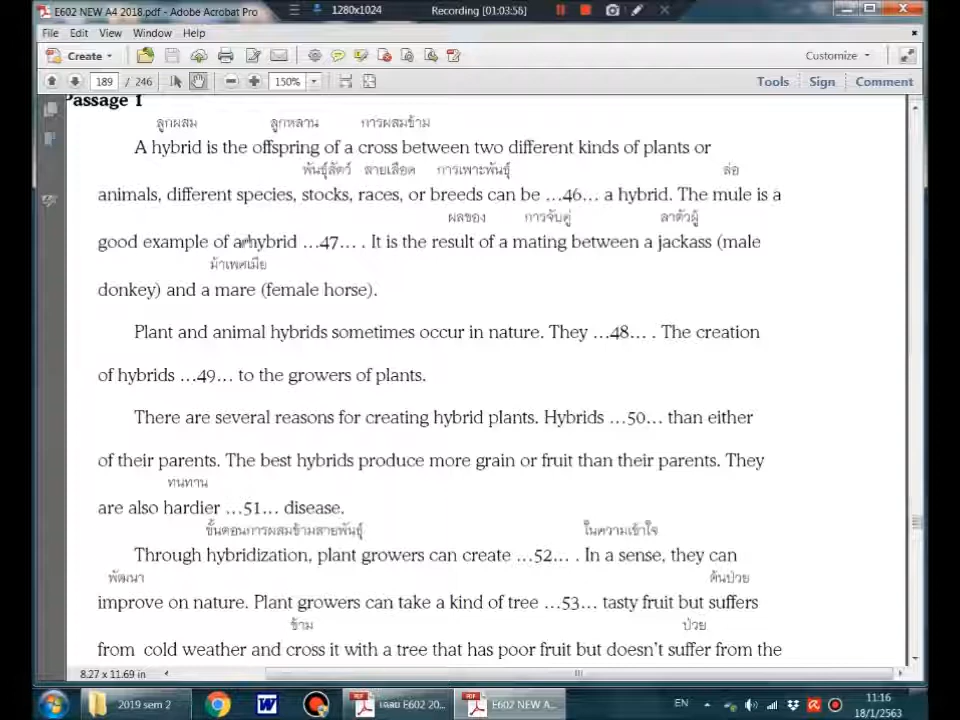 E602 NEW A4 2018.pdf - Adobe Acrobat Pro
1280x1024
Recording [01:03:56]
File Edit View Window Help
Create
Customize
189 / 246
150%
Tools Sign Comment
Passage 1
ลูกผสม ลูกหลาน การผสมข้าม
A hybrid is the offspring of a cross between two different kinds of plants or
พันธุ์สัตว์ สายเลือด การเพาะพันธุ์ ล่อ
animals, different species, stocks, races, or breeds can be …46… a hybrid. The mule is a
ผลของ การจับคู่ ลาตัวผู้
good example of a hybrid …47… . It is the result of a mating between a jackass (male
ม้าเพศเมีย
donkey) and a mare (female horse).
Plant and animal hybrids sometimes occur in nature. They …48… . The creation
of hybrids …49… to the growers of plants.
There are several reasons for creating hybrid plants. Hybrids …50… than either
of their parents. The best hybrids produce more grain or fruit than their parents. They
ทนทาน
are also hardier …51… disease.
ขั้นตอนการผสมข้ามสายพันธุ์ ในความเข้าใจ
Through hybridization, plant growers can create …52… . In a sense, they can
พัฒนา ต้นป่วย
improve on nature. Plant growers can take a kind of tree …53… tasty fruit but suffers
ข้าม ป่วย
from cold weather and cross it with a tree that has poor fruit but doesn't suffer from the
8.27 x 11.69 in
2019 sem 2
เฉลย E602 20...
E602 NEW A...
EN
11:16
18/1/2563